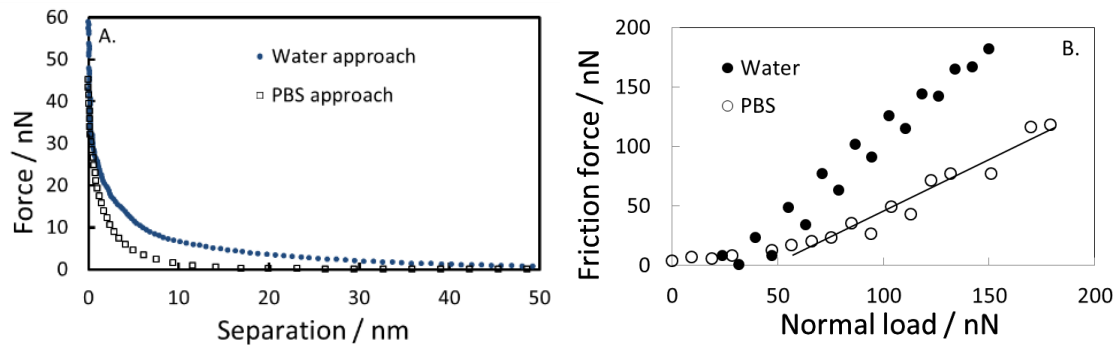 A.
60
50
40
30
20
10
0
Force / nN
Water approach
PBS approach
0 10 20 30 40 50
Separation / nm
B.
200
150
100
50
0
Friction force / nN
Water
PBS
0 50 100 150 200
Normal load / nN